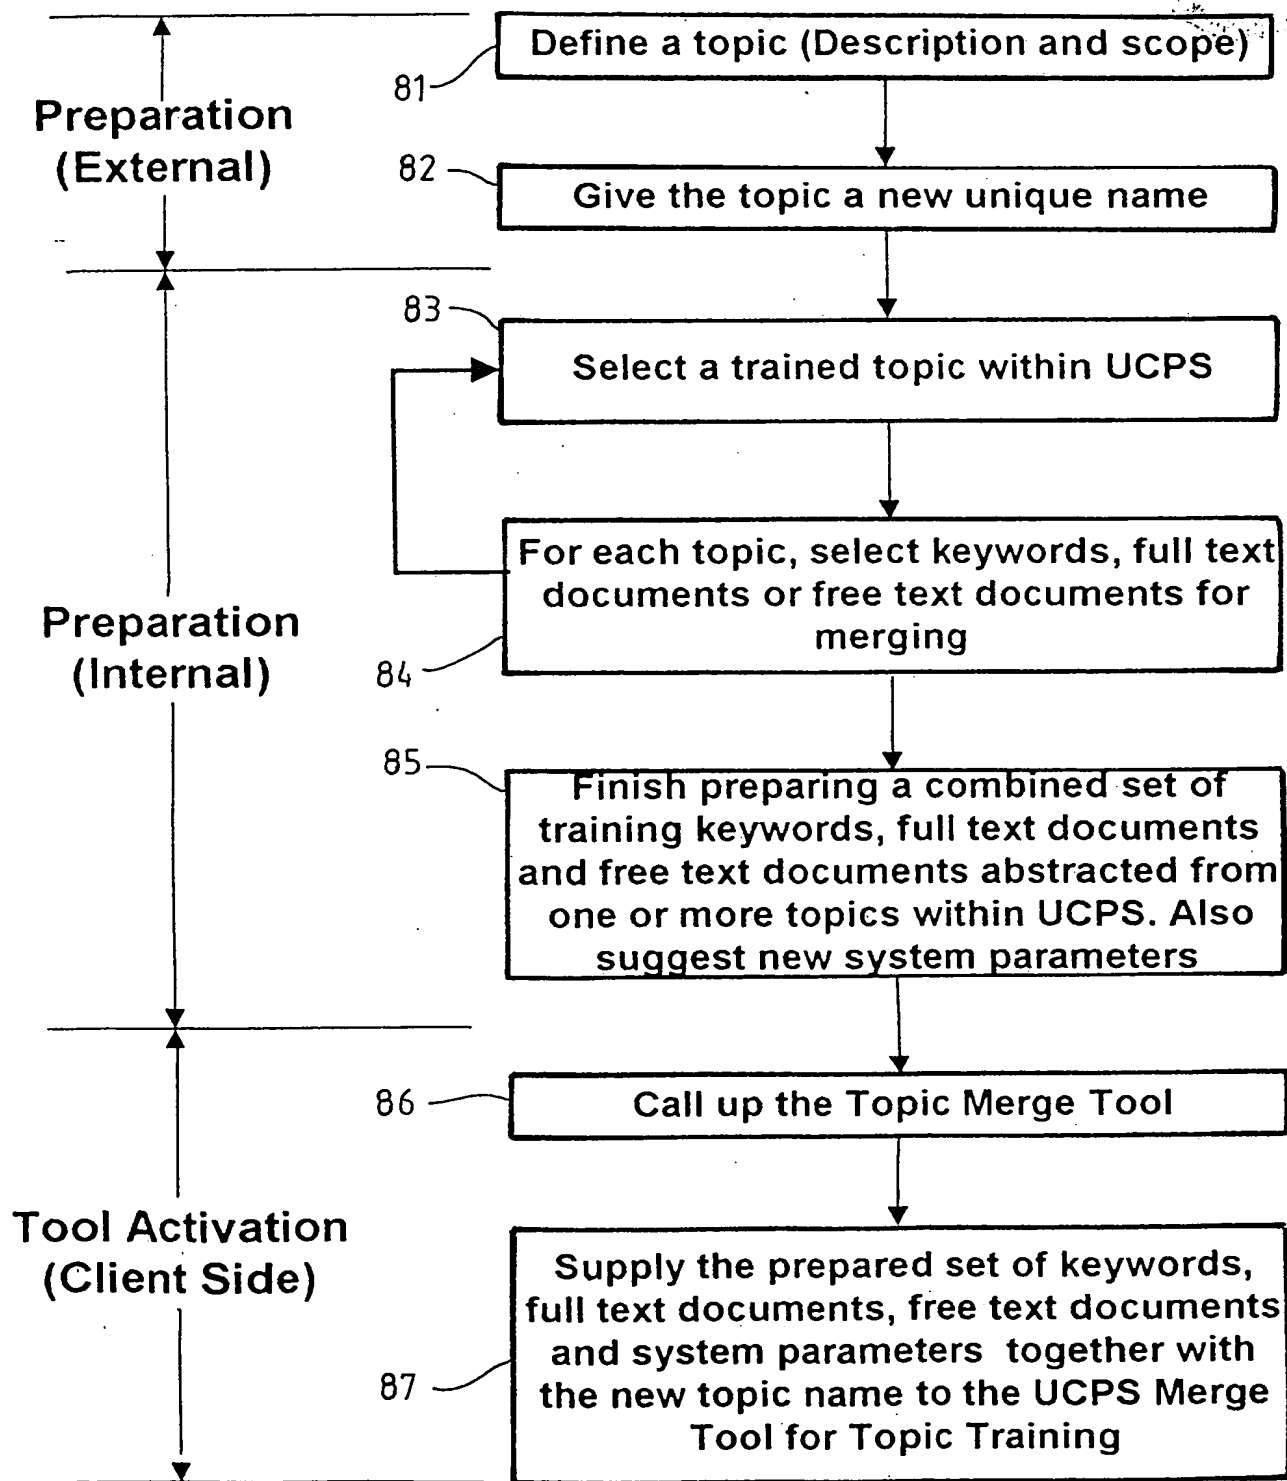 Define a topic (Description and scope)
81
Preparation
(External)
82
Give the topic a new unique name
83
Select a trained topic within UCPS
For each topic, select keywords, full text
documents or free text documents for
merging
Preparation
(Internal)
84
85
Finish preparing a combined set of
training keywords, full text documents
and free text documents abstracted from
one or more topics within UCPS. Also
suggest new system parameters
86
Call up the Topic Merge Tool
Tool Activation
(Client Side)
Supply the prepared set of keywords,
full text documents, free text documents
and system parameters together with
the new topic name to the UCPS Merge
Tool for Topic Training
87